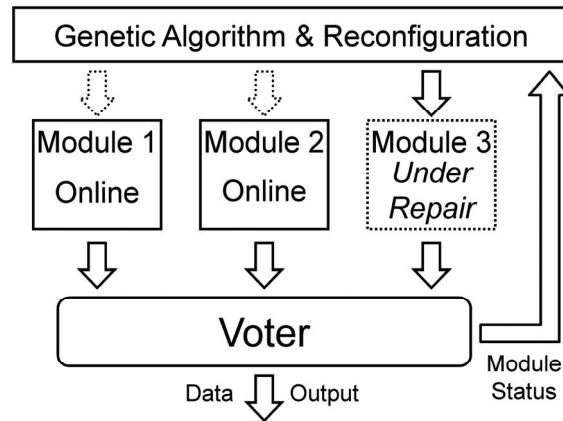 Genetic Algorithm & Reconfiguration
Module 1
Online
Module 2
Online
Module 3
Under
Repair
Voter
Data Output
Module
Status